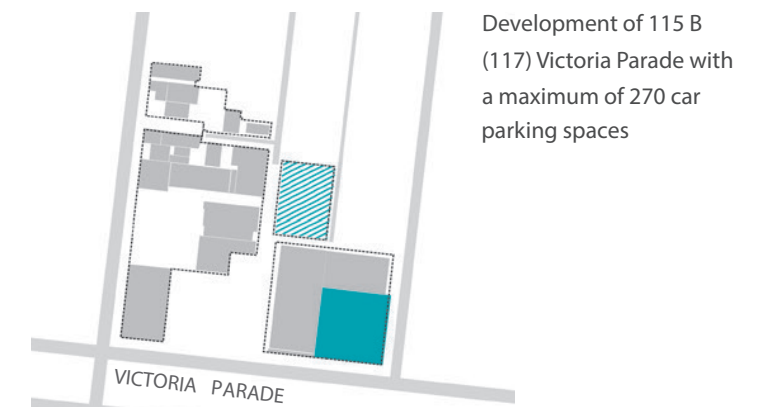 Development of 115 B
(117) Victoria Parade with
a maximum of 270 car
parking spaces
VICTORIA PARADE